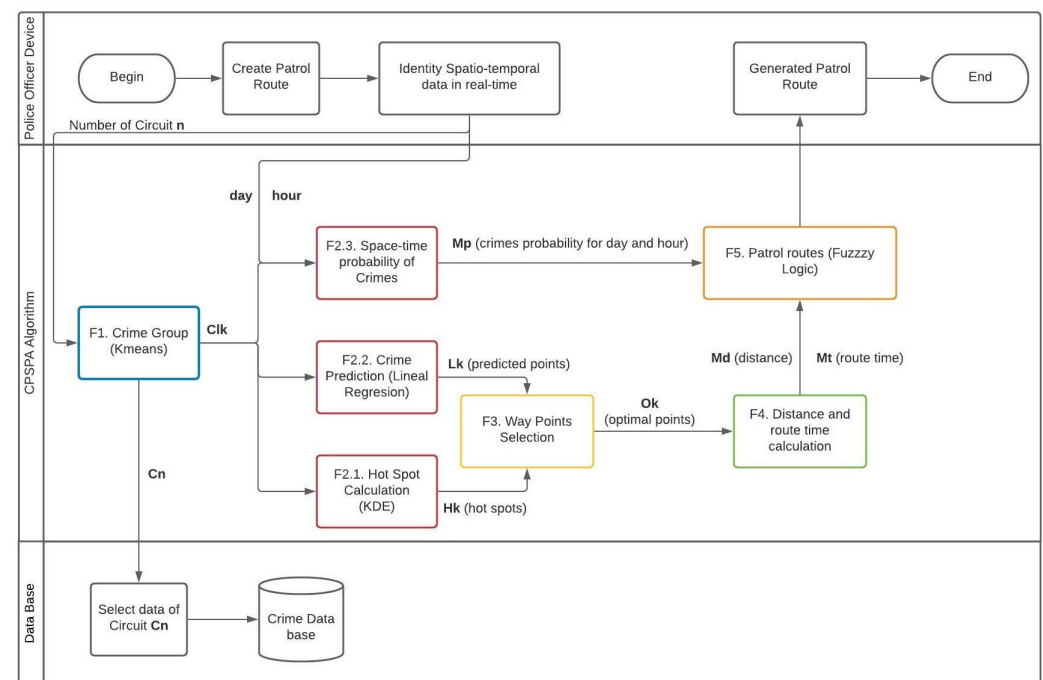 Police Officer Device
Begin
Create Patrol
Route
Identity Spatio-temporal
data in real-time
Generated Patrol
Route
End
Number of Circuit n
CPSPA Algorithm
day hour
F2.3. Space-time
probability of
Crimes
Mp (crimes probability for day and hour)
F5. Patrol routes (Fuzzzy
Logic)
F1. Crime Group
(Kmeans)
Clk
F2.2. Crime
Prediction (Lineal
Regresion)
Lk (predicted points)
Md (distance)
Mt (route time)
F3. Way Points
Selection
Ok
(optimal points)
F4. Distance and
route time
calculation
Cn
F2.1. Hot Spot
Calculation
(KDE)
Hk (hot spots)
Data Base
Select data of
Circuit Cn
Crime Data
base